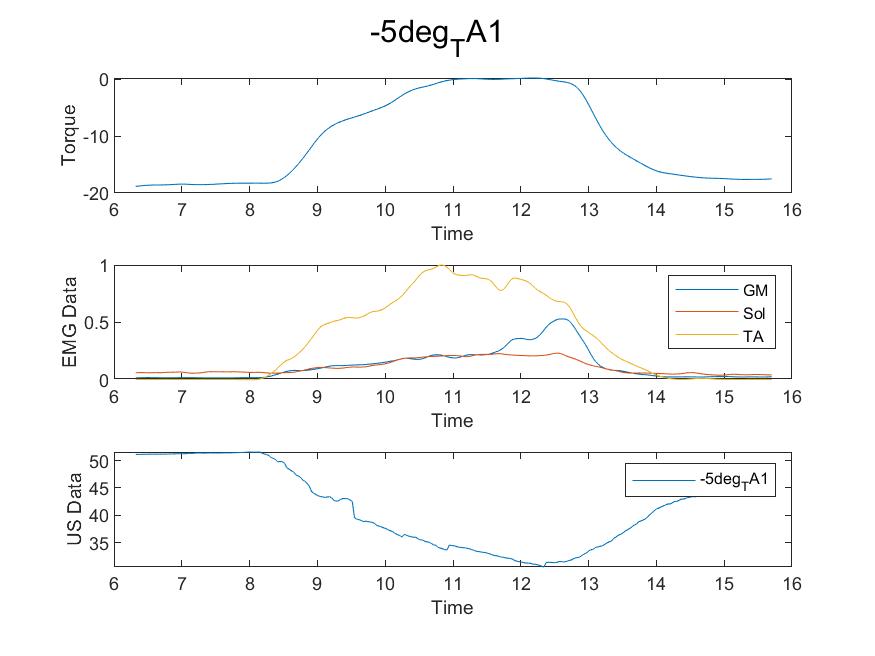 -5deg_TA1
0
-10
-20
Torque
6 7 8 9 10 11 12 13 14 15 16
Time
1
0.5
0
EMG Data
GM
Sol
TA
6 7 8 9 10 11 12 13 14 15 16
Time
50
45
40
35
US Data
-5deg_TA1
6 7 8 9 10 11 12 13 14 15 16
Time